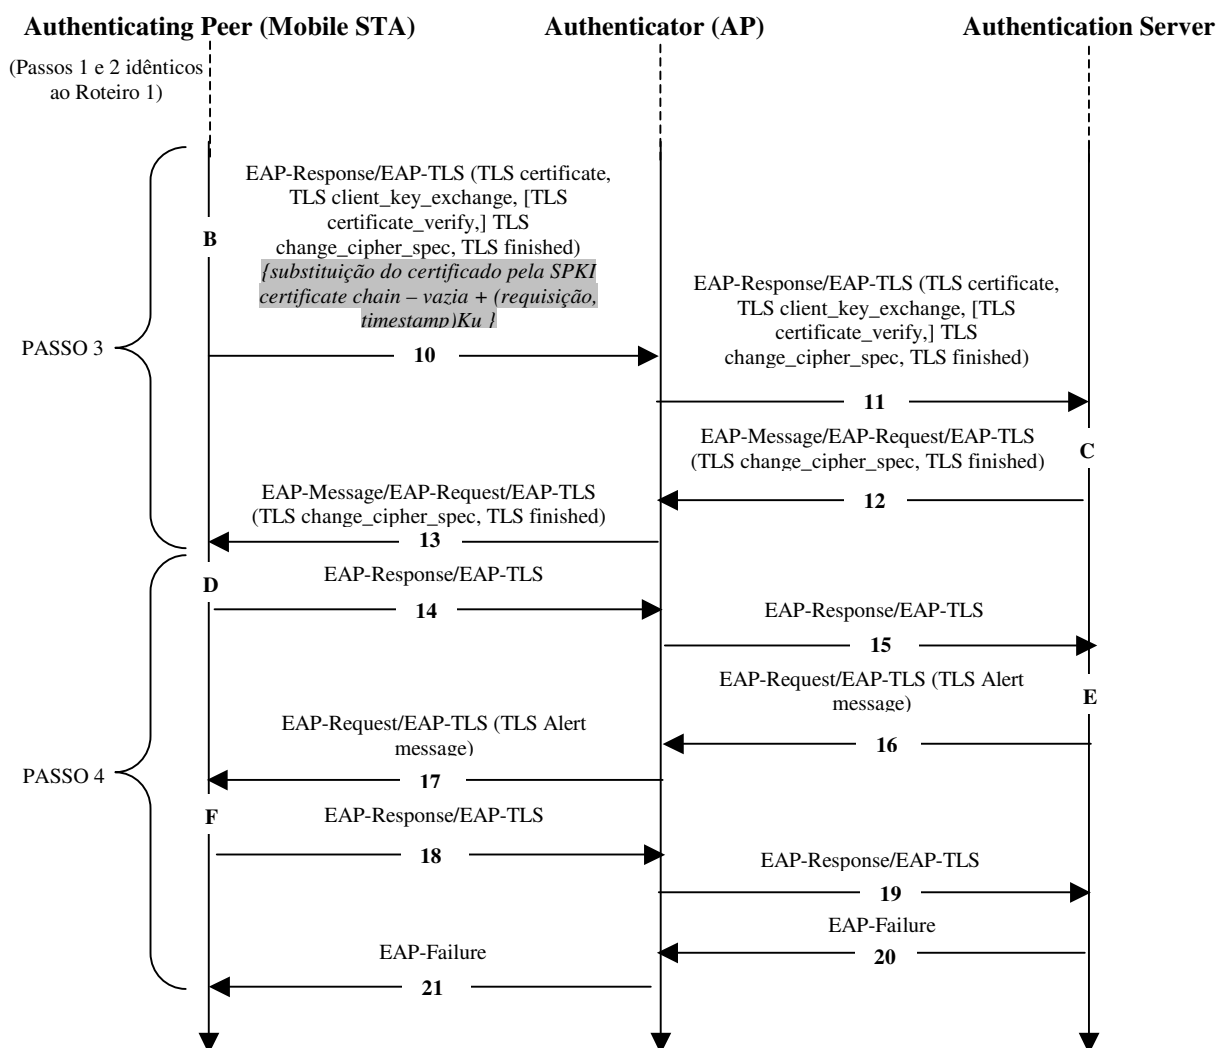 Authenticating Peer (Mobile STA)
Authenticator (AP)
Authentication Server
(Passos 1 e 2 idênticos
ao Roteiro 1)
PASSO 3
B
EAP-Response/EAP-TLS (TLS certificate,
TLS client_key_exchange, [TLS
certificate_verify,] TLS
change_cipher_spec, TLS finished)
{substituição do certificado pela SPKI
certificate chain – vazia + (requisição,
timestamp)Ku }
10
EAP-Response/EAP-TLS (TLS certificate,
TLS client_key_exchange, [TLS
certificate_verify,] TLS
change_cipher_spec, TLS finished)
11
EAP-Message/EAP-Request/EAP-TLS
(TLS change_cipher_spec, TLS finished)
C
12
EAP-Message/EAP-Request/EAP-TLS
(TLS change_cipher_spec, TLS finished)
13
PASSO 4
D
EAP-Response/EAP-TLS
14
EAP-Response/EAP-TLS
15
EAP-Request/EAP-TLS (TLS Alert
message)
E
16
EAP-Request/EAP-TLS (TLS Alert
message)
17
F
EAP-Response/EAP-TLS
18
EAP-Response/EAP-TLS
19
EAP-Failure
20
EAP-Failure
21